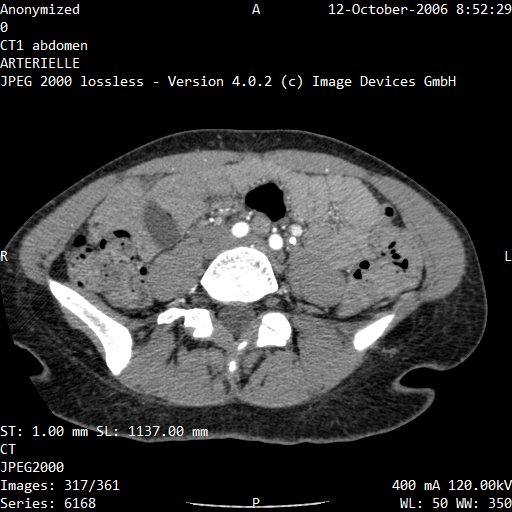 Anonymized A 12-October-2006 8:52:29
0
CT1 abdomen
ARTERIELLE
JPEG 2000 lossless - Version 4.0.2 (c) Image Devices GmbH
R L
ST: 1.00 mm SL: 1137.00 mm
CT
JPEG2000
Images: 317/361 400 mA 120.00kV
Series: 6168 P WL: 50 WW: 350